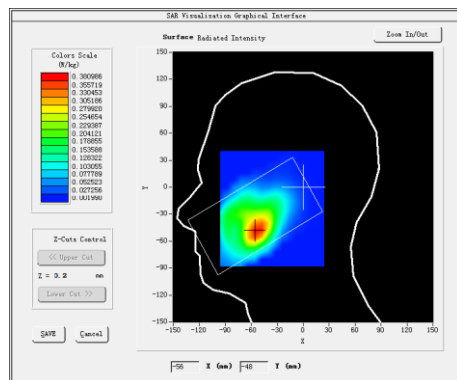 SAR Visualisation Graphical Interface
Surface Radiated Intensity
Zoom In/Out
Colors Scale
(W/kg)
0.380986
0.355719
0.330453
0.305186
0.279920
0.254654
0.229387
0.204121
0.178855
0.153588
0.128322
0.103055
0.077789
0.052523
0.027256
0.001990
150
120
90
60
30
0
-30
-60
-90
-120
-150
Y
-150 -120 -90 -60 -30 0 30 60 90 120 150
X
Z-Cuts Control
<< Upper Cut
Z = 3.2 mm
Lower Cut >>
SAVE Cancel
-56 X (mm) -48 Y (mm)